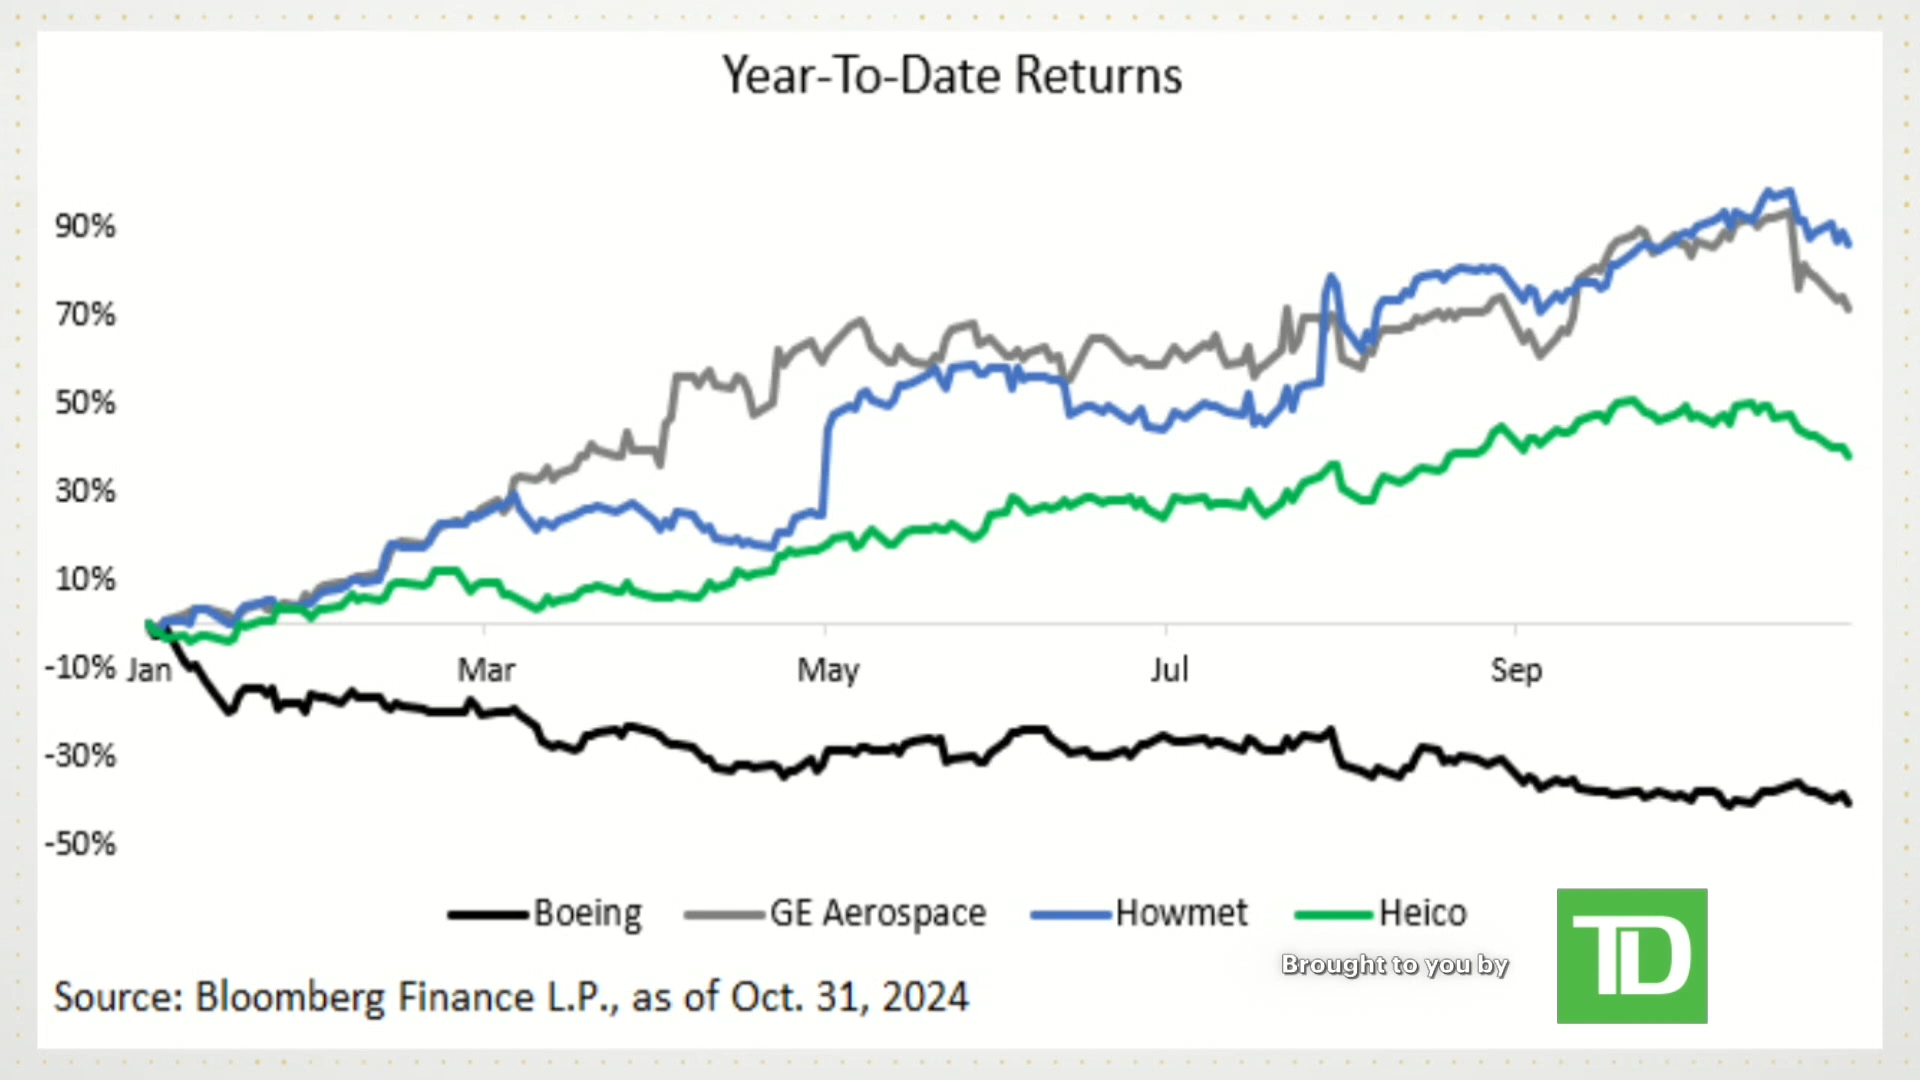 Year-To-Date Returns
90%
70%
50%
30%
10%
-10%
-30%
-50%
Jan
Mar
May
Jul
Sep
Boeing
GE Aerospace
Howmet
Heico
Brought to you by
TD
Source: Bloomberg Finance L.P., as of Oct. 31, 2024